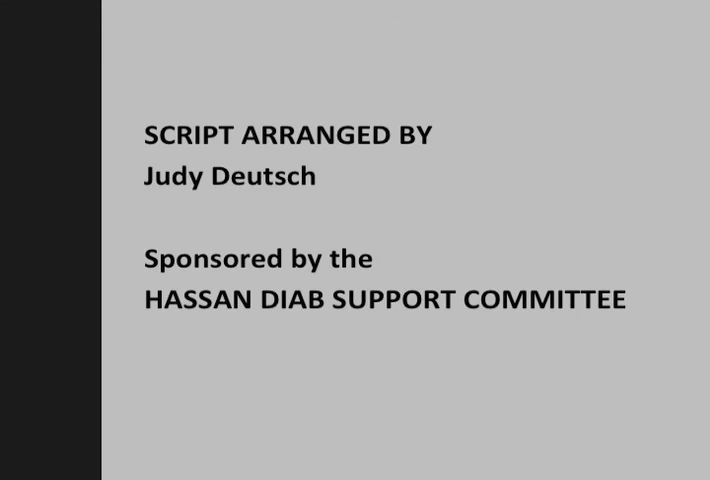 SCRIPT ARRANGED BY
Judy Deutsch
Sponsored by the
HASSAN DIAB SUPPORT COMMITTEE